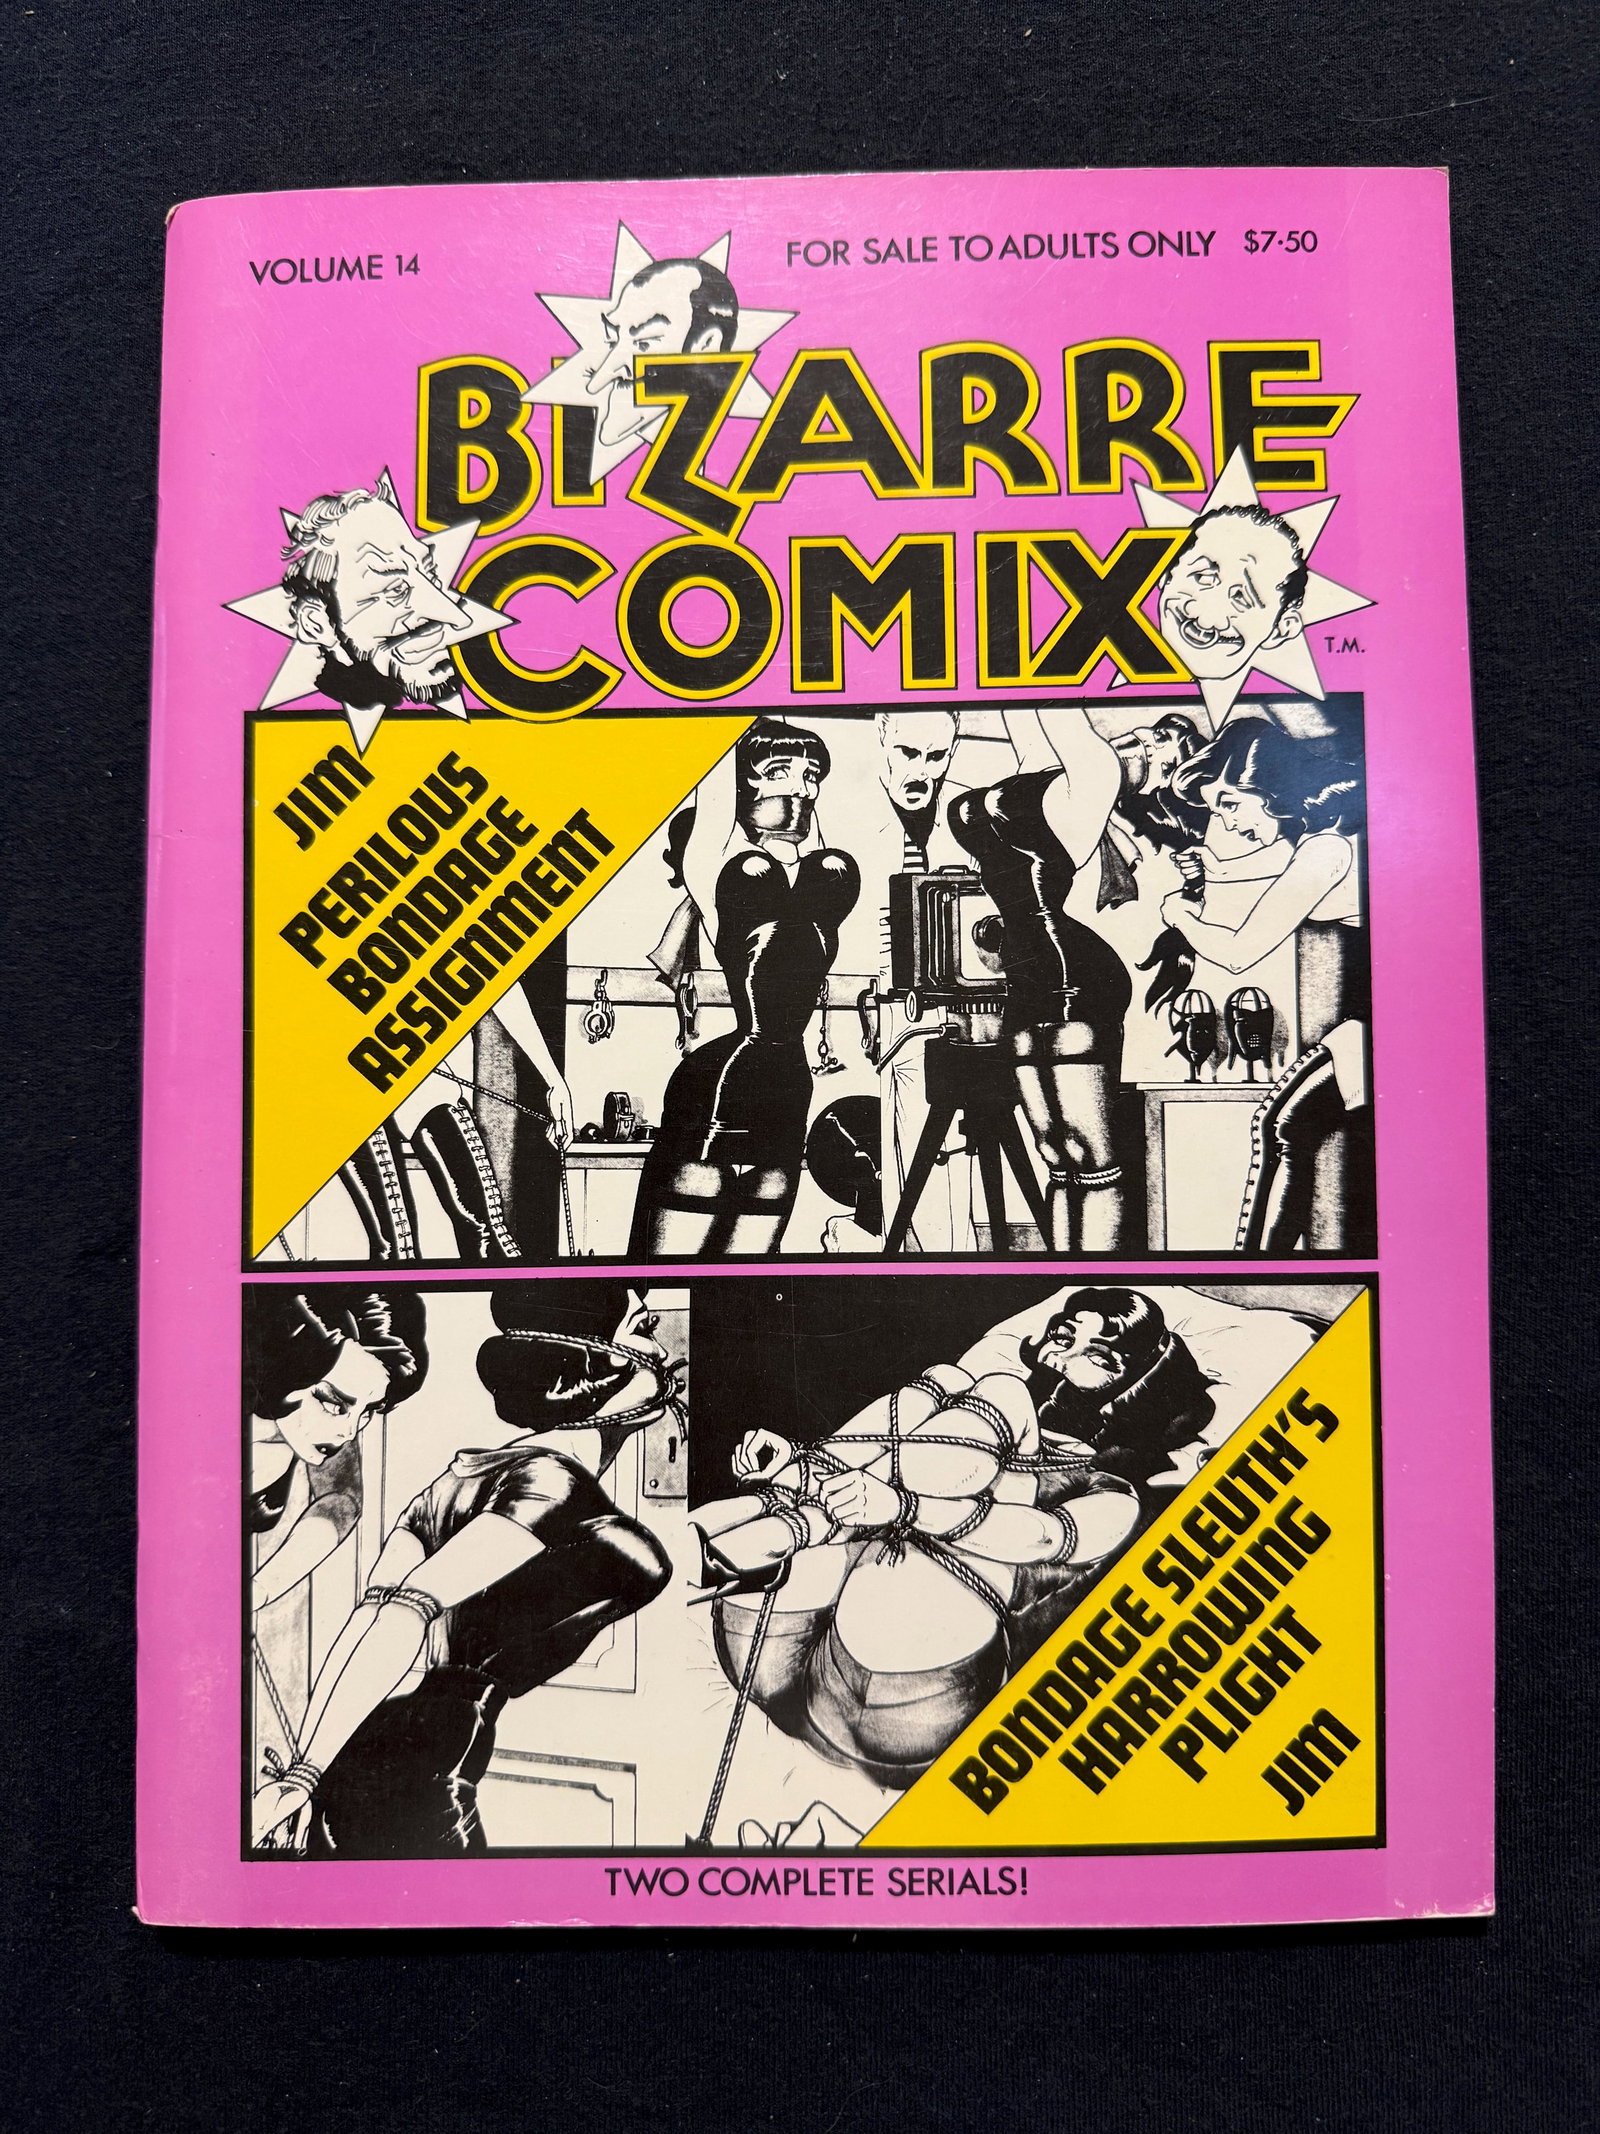 VOLUME 14
FOR SALE TO ADULTS ONLY $7.50
BIZARRE
COMIX
T.M.
JIM
PERILOUS
BONDAGE
ASSIGNMENT
BONDAGE SLEUTH'S
HARROWING
PLIGHT
JIM
TWO COMPLETE SERIALS!